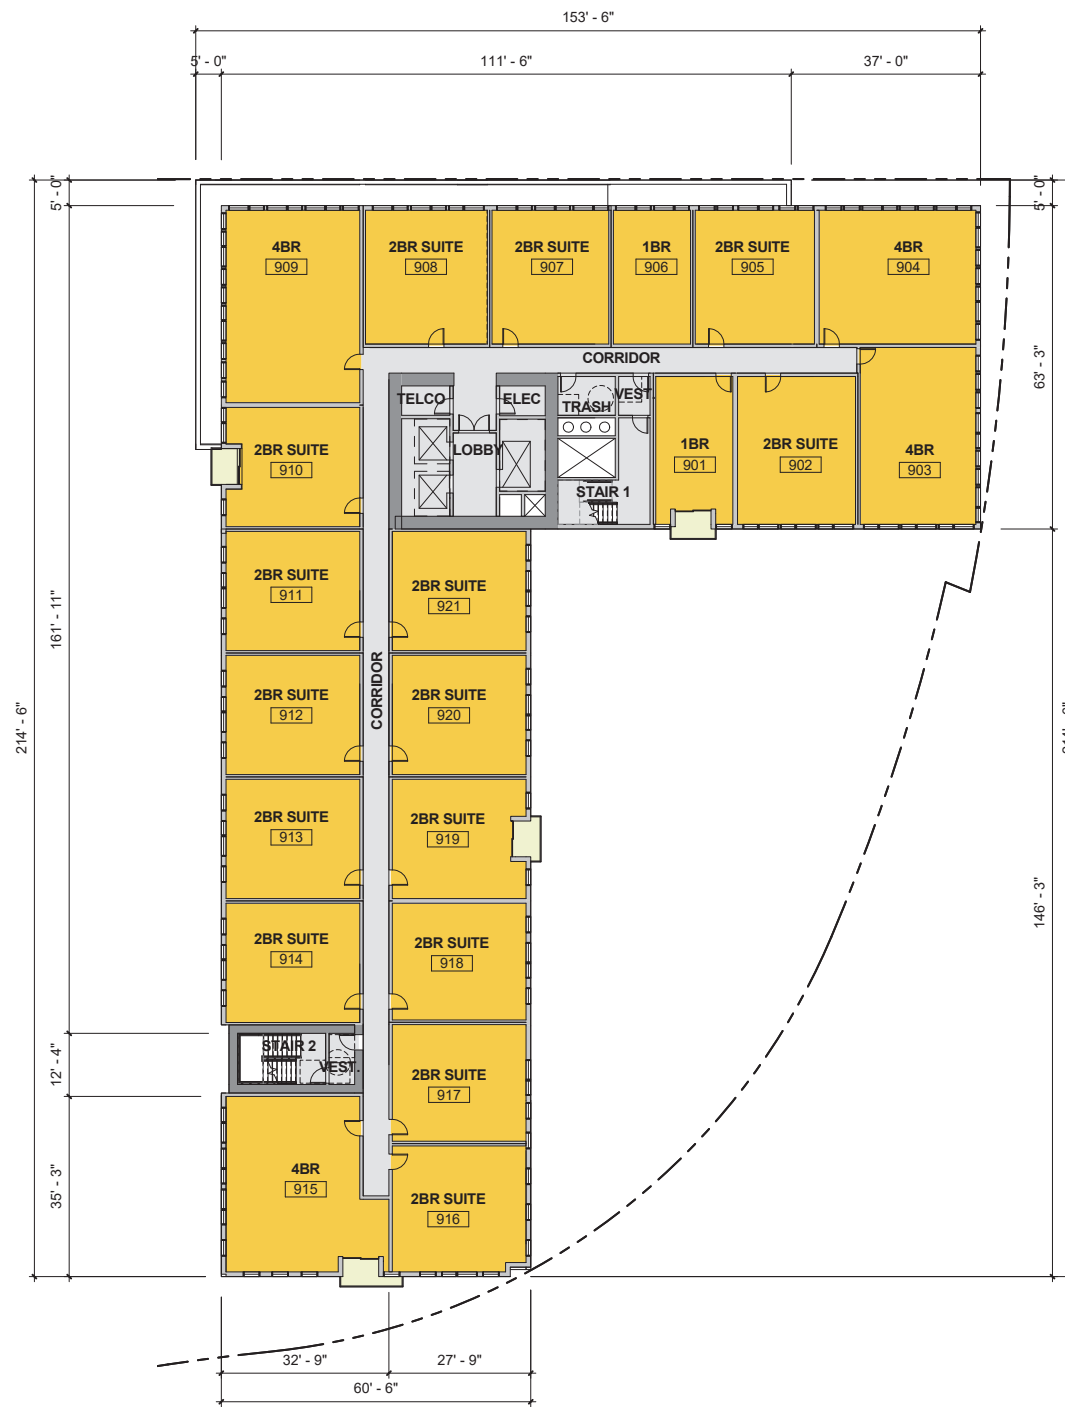 153' - 6"
5' - 0" 111' - 6" 37' - 0"
5' - 0" 5' - 0"
4BR 2BR SUITE 2BR SUITE 1BR 2BR SUITE 4BR
909 908 907 906 905 904
CORRIDOR
63' - 3"
TELCO ELEC TRASH VEST.
LOBBY
2BR SUITE 1BR 2BR SUITE 4BR
910 901 902 903
STAIR 1
2BR SUITE 2BR SUITE
911 921
161' - 11"
CORRIDOR
2BR SUITE 2BR SUITE
912 920
214' - 6"
2BR SUITE 2BR SUITE
913 919
146' - 3"
2BR SUITE 2BR SUITE
914 918
STAIR 2
VEST.
12' - 4"
2BR SUITE
917
4BR
915
35' - 3"
2BR SUITE
916
32' - 9" 27' - 9"
60' - 6"